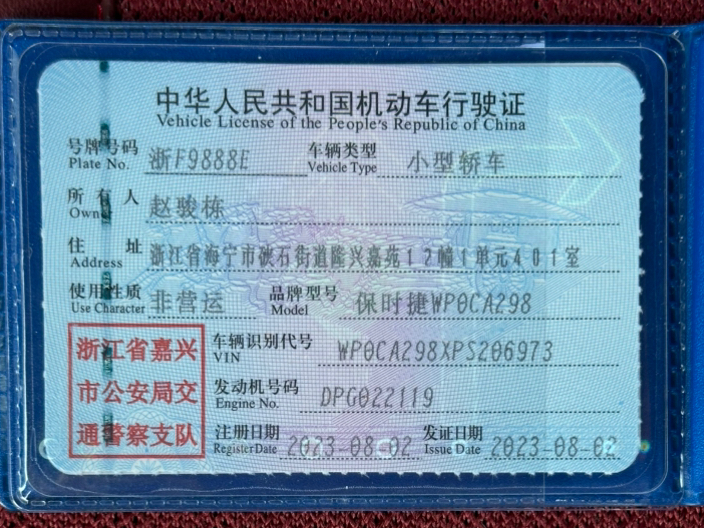 中华人民共和国机动车行驶证
Vehicle License of the People's Republic of China
号牌号码 浙F9888E 车辆类型 小型轿车
Plate No. Vehicle Type
所有人 赵骏栋
Owner
住址 浙江省海宁市硖石街道隆兴嘉苑12幢1单元401室
Address
使用性质 非营运 品牌型号 保时捷WP0CA298
Use Character Model
浙江省嘉兴 车辆识别代号 WP0CA298XPS206973
VIN
市公安局交 发动机号码 DPG022119
Engine No.
通警察支队 注册日期 2023-08-02 发证日期 2023-08-02
Register Date Issue Date